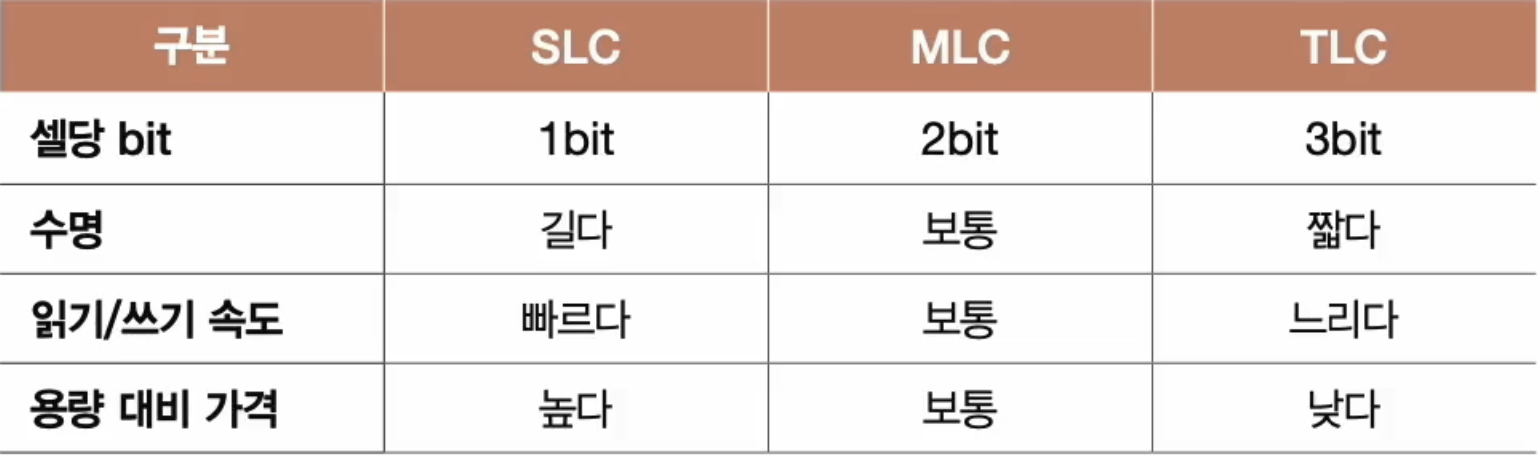 구분 SLC MLC TLC
셀당 bit 1bit 2bit 3bit
수명 길다 보통 짧다
읽기/쓰기 속도 빠르다 보통 느리다
용량 대비 가격 높다 보통 낮다